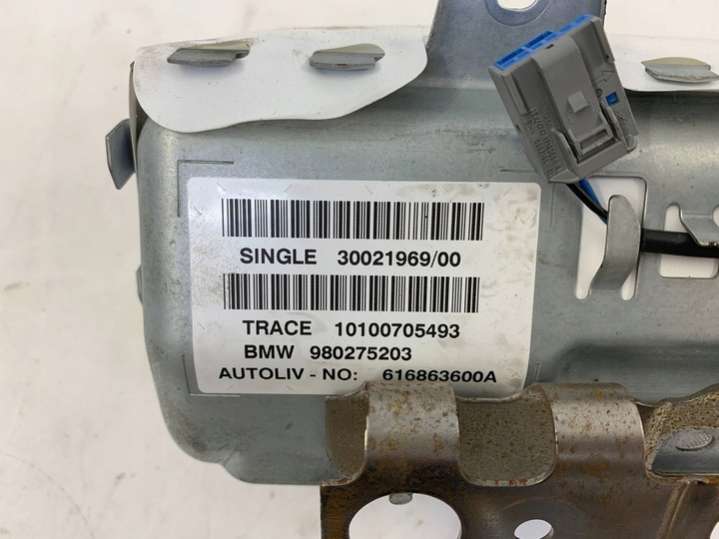 SINGLE 30021969/00
TRACE 10100705493
BMW 980275203
AUTOLIV - NO: 616863600A